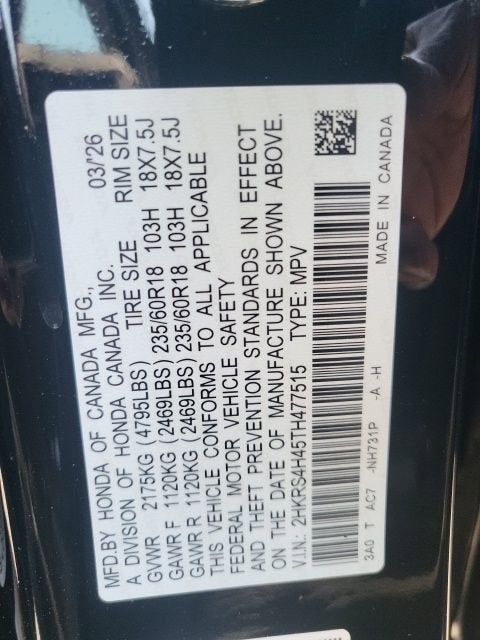 MFD.BY HONDA OF CANADA MFG., 03/'26
A DIVISION OF HONDA CANADA INC.
TIRE SIZE RIM SIZE
GVWR 2175KG (4795LBS)
GAWR F 1120KG (2469LBS) 235/60R18 103H 18X7.5J
GAWR R 1120KG (2469LBS) 235/60R18 103H 18X7.5J
THIS VEHICLE CONFORMS TO ALL APPLICABLE
FEDERAL MOTOR VEHICLE SAFETY
AND THEFT PREVENTION STANDARDS IN EFFECT
ON THE DATE OF MANUFACTURE SHOWN ABOVE.
V.I.N.: 2HKRS4H45TH477515 TYPE: MPV
3A0 T AC7 -NH731P -A -H MADE IN CANADA